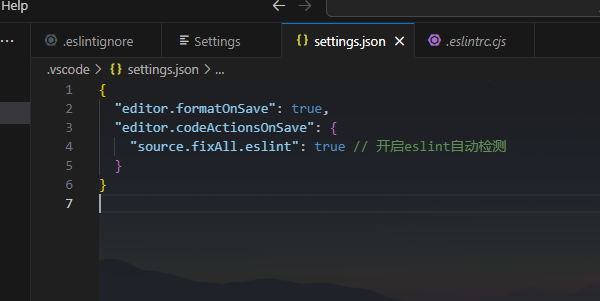 Help
.eslintignore
Settings
settings.json
.eslintrc.cjs
.vscode > settings.json > ...
1 {
2 "editor.formatOnSave": true,
3 "editor.codeActionsOnSave": {
4 "source.fixAll.eslint": true // 开启eslint自动检测
5 }
6 }
7